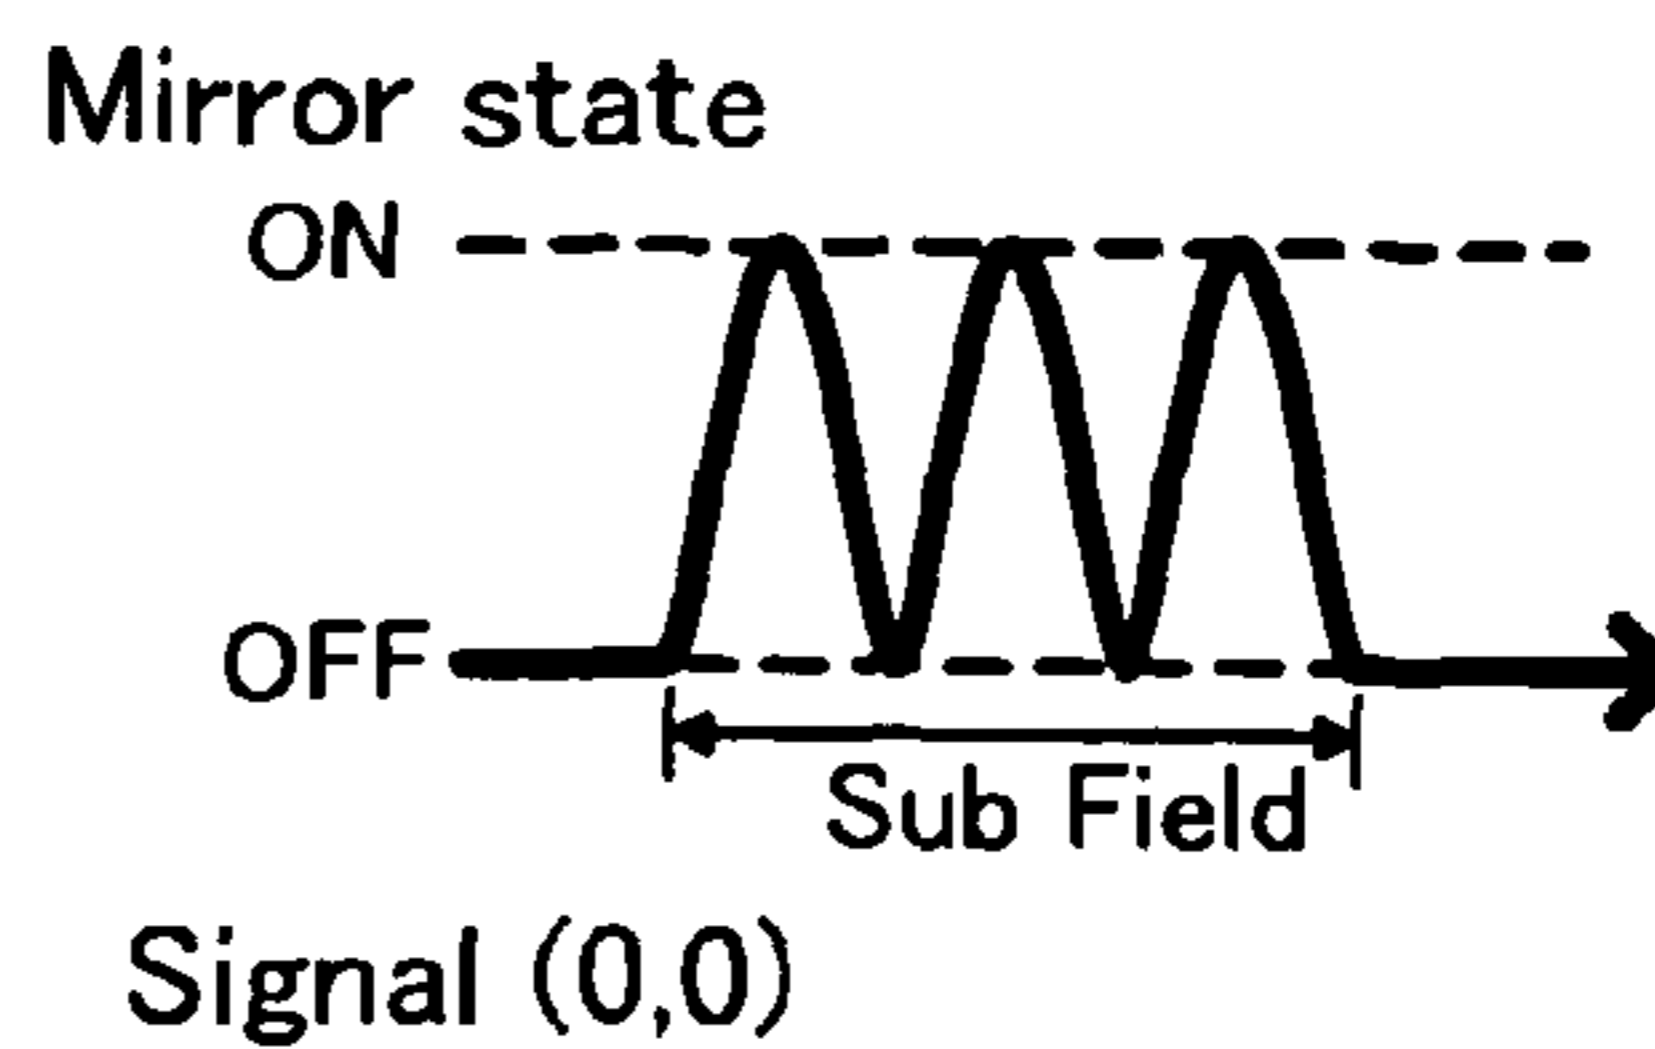 Mirror state
ON
OFF
Sub Field
Signal (0,0)